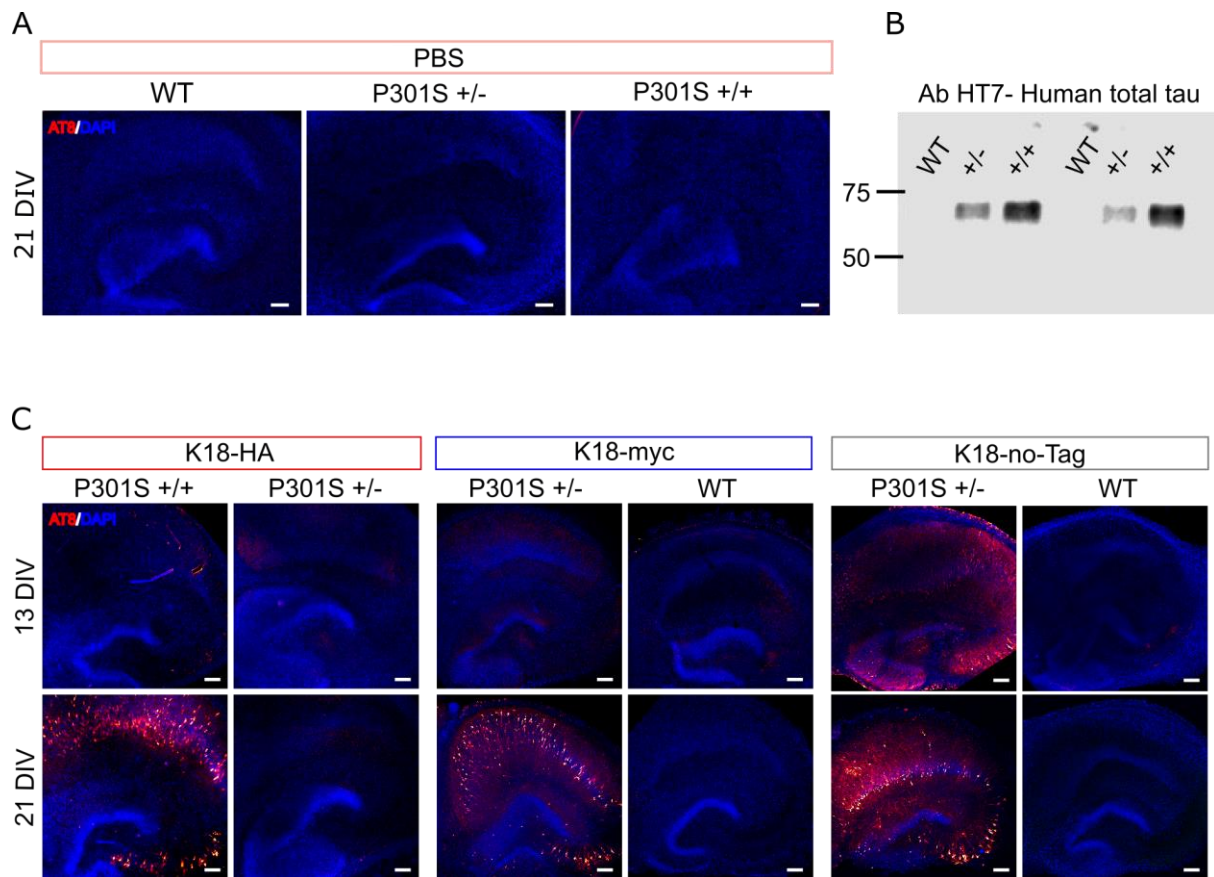 A
PBS
WT P301S +/- P301S +/+
AT8/DAPI
21 DIV
B
Ab HT7- Human total tau
WT +/- +/+ WT +/- +/+
75
50
C
K18-HA K18-myc K18-no-Tag
P301S +/+ P301S +/- P301S +/- WT P301S +/- WT
AT8/DAPI
13 DIV
21 DIV